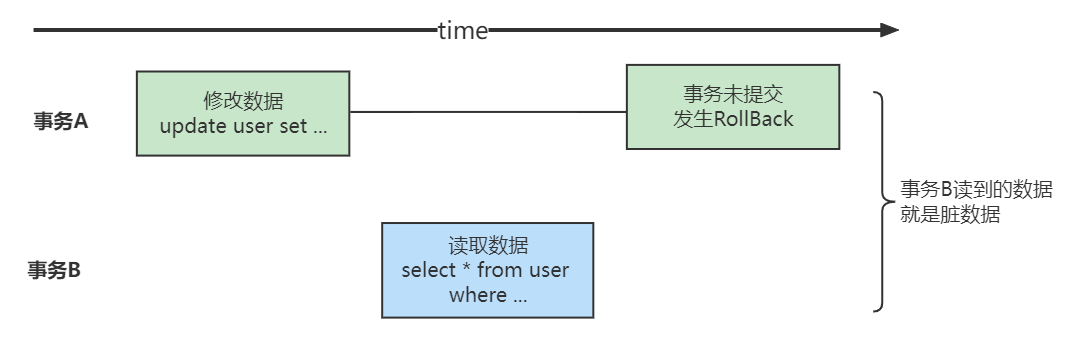 time
事务A
修改数据
update user set ...
事务未提交
发生RollBack
事务B读到的数据
就是脏数据
事务B
读取数据
select * from user
where ...